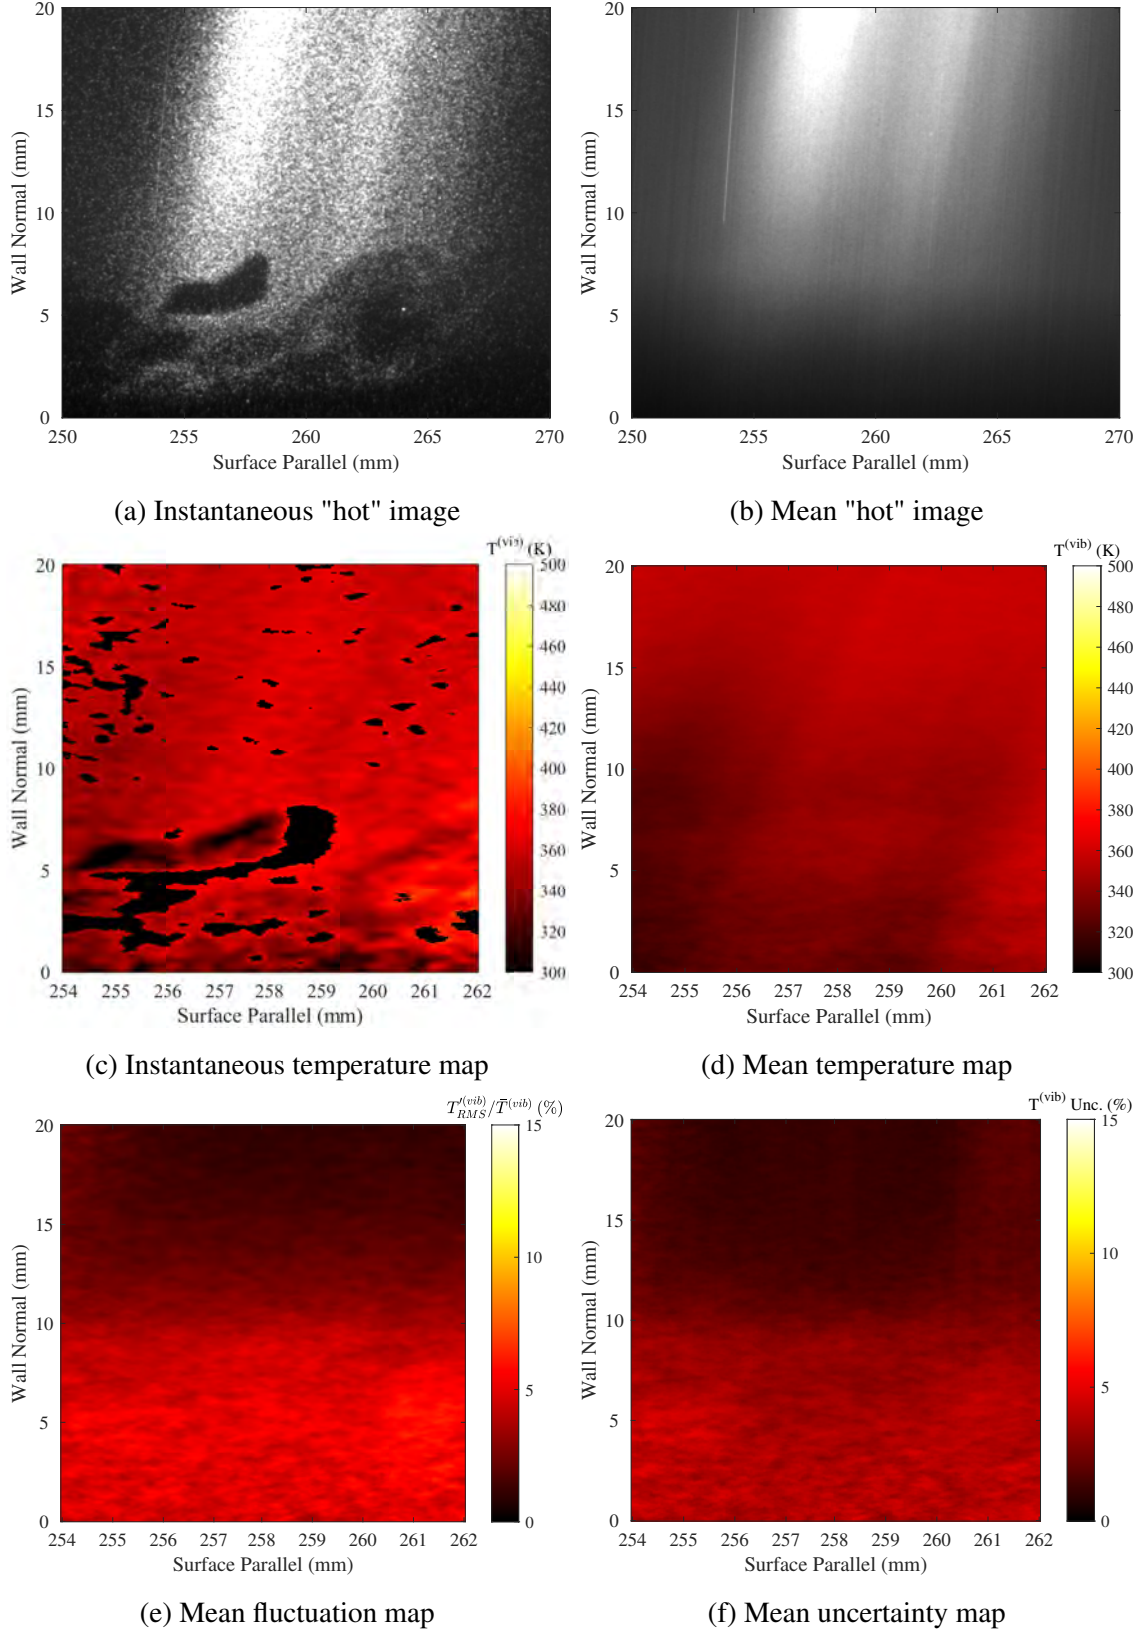 20
15
10
5
0
Wall Normal (mm)
250 255 260 265 270
Surface Parallel (mm)
(a) Instantaneous "hot" image
20
15
10
5
0
Wall Normal (mm)
250 255 260 265 270
Surface Parallel (mm)
(b) Mean "hot" image
T(vib) (K)
20
15
10
5
0
Wall Normal (mm)
500
480
460
440
420
400
380
360
340
320
300
254 255 256 257 258 259 260 261 262
Surface Parallel (mm)
(c) Instantaneous temperature map
T(vib) (K)
20
15
10
5
0
Wall Normal (mm)
500
480
460
440
420
400
380
360
340
320
300
254 255 256 257 258 259 260 261 262
Surface Parallel (mm)
(d) Mean temperature map
T′(vib)RMS/T̄(vib) (%)
20
15
10
5
0
Wall Normal (mm)
15
10
5
0
254 255 256 257 258 259 260 261 262
Surface Parallel (mm)
(e) Mean fluctuation map
T(vib) Unc. (%)
20
15
10
5
0
Wall Normal (mm)
15
10
5
0
254 255 256 257 258 259 260 261 262
Surface Parallel (mm)
(f) Mean uncertainty map